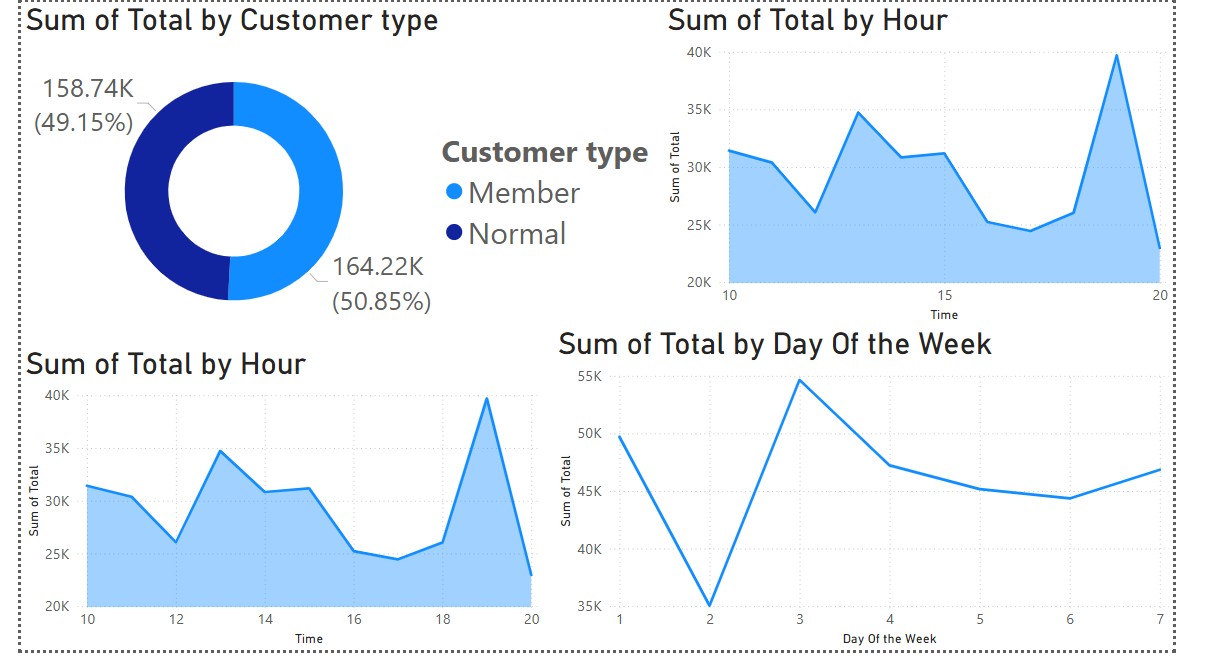 Sum of Total by Customer type
158.74K
(49.15%)
Customer type
Member
Normal
164.22K
(50.85%)
Sum of Total by Hour
40K
35K
30K
25K
20K
Sum of Total
10
15
20
Time
Sum of Total by Hour
40K
35K
30K
25K
20K
Sum of Total
10
12
14
16
18
20
Time
Sum of Total by Day Of the Week
55K
50K
45K
40K
35K
Sum of Total
1
2
3
4
5
6
7
Day Of the Week